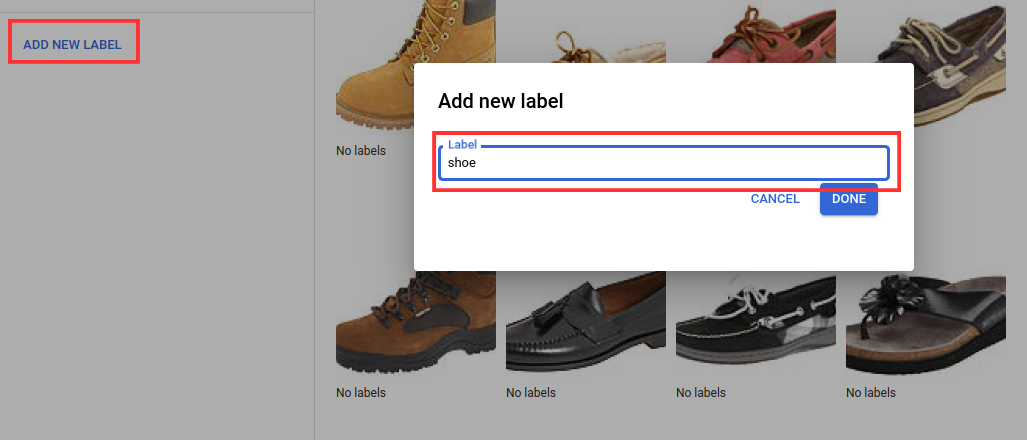 ADD NEW LABEL
Add new label
Label
shoe
CANCEL DONE
No labels
No labels No labels No labels No labels